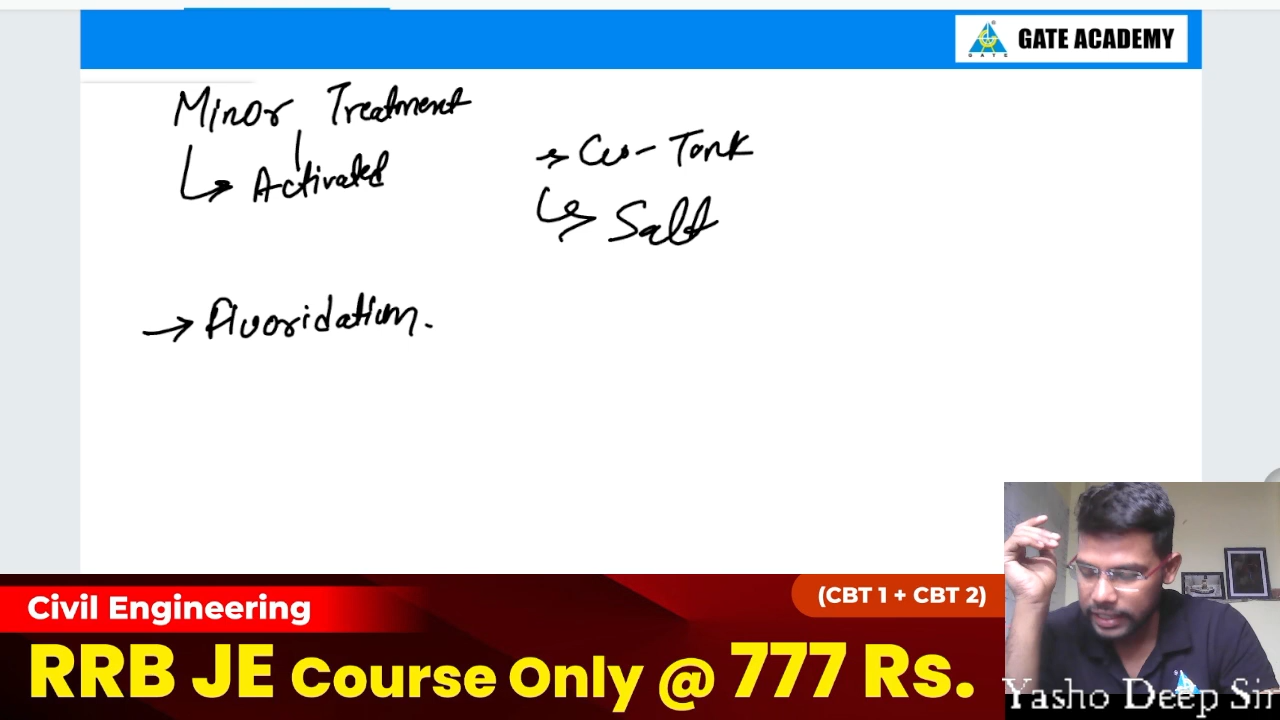 GATE ACADEMY
GATE
Minor Treatment
→ Activated
→ Tank
→ Salt
→ Fluoridation.
(CBT 1 + CBT 2)
Civil Engineering
RRB JE Course Only @ 777 Rs.
Yasho Deep Sir